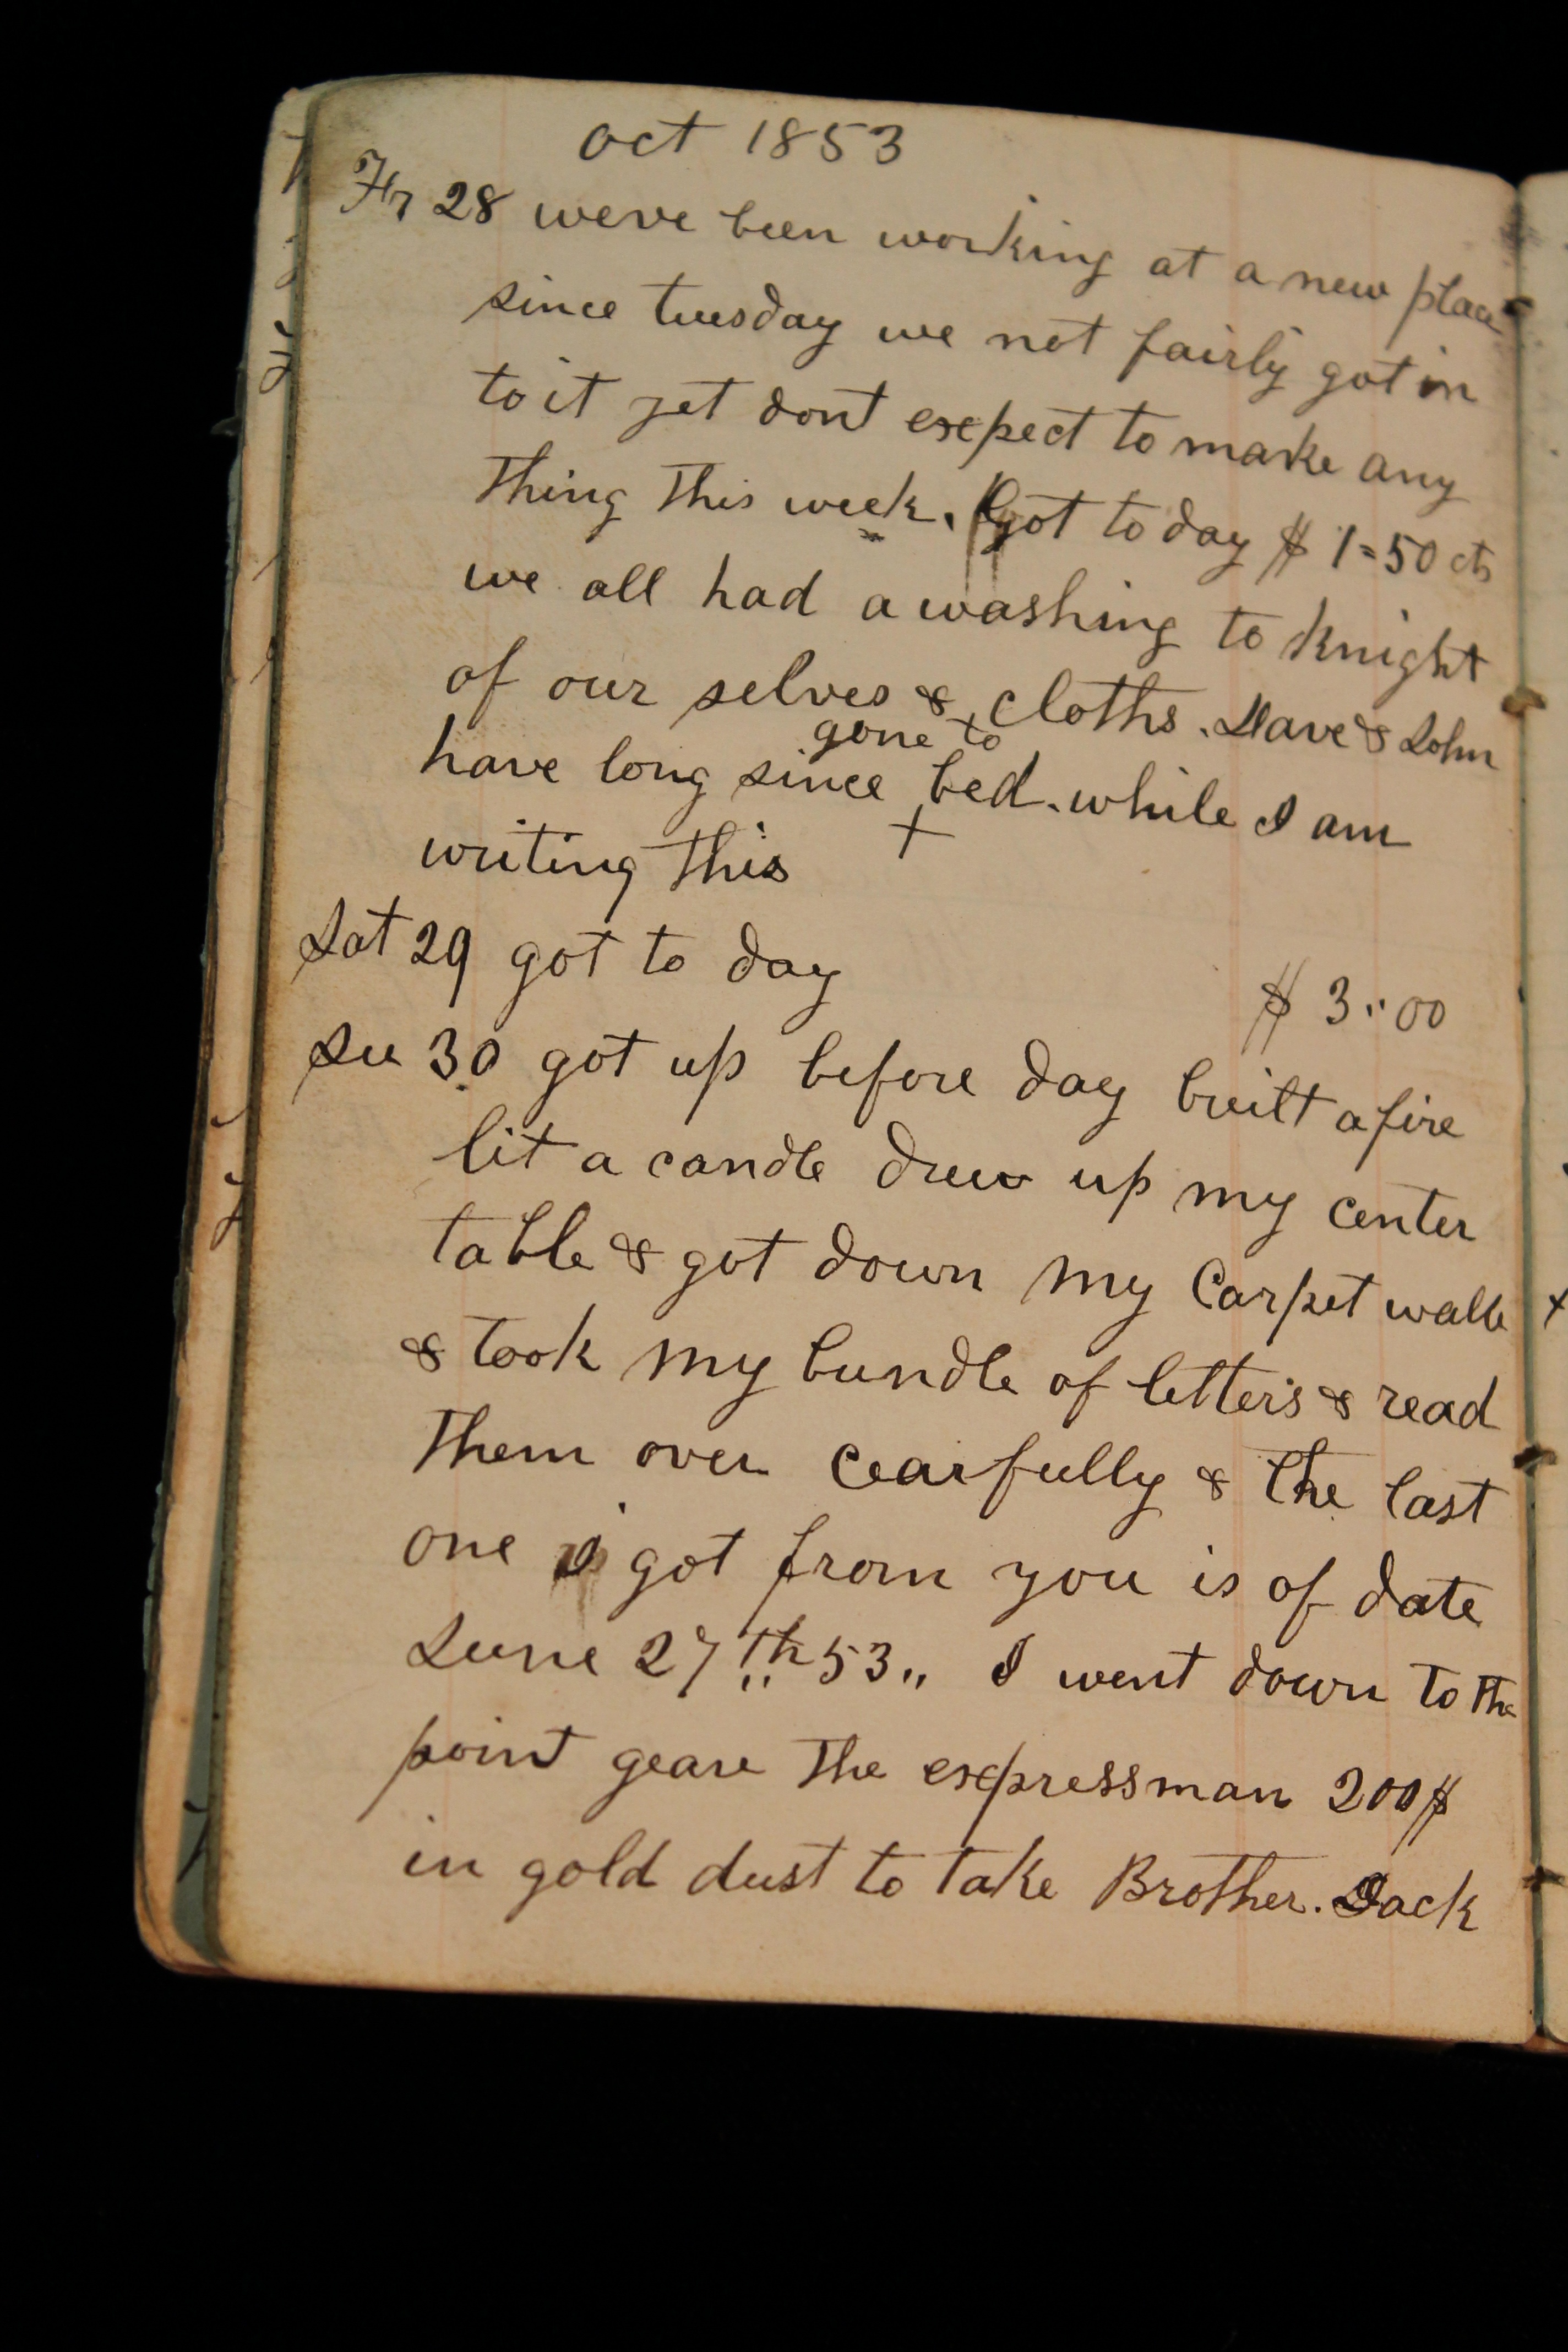 oct 1853
Fr 28 weve been working at a new place
since tuesday we not fairly got in
to it yet dont expect to make any
thing this week. Got to day $ 1=50 cts
we all had a washing to knight
of our selves & cloths. Dave & John
gone to
have long since bed. while I am
+
writing this
Sat 29 got to day $ 3"00
Su 30 got up before day built a fire
lit a candle drew up my center
table & got down my Carpet walle
& took my bundle of letters & read
them over cearfully & the last
one I got from you is of date
June 27th 53" I went down to the
point geave the expressman 200$
in gold dust to take Brother. Jack